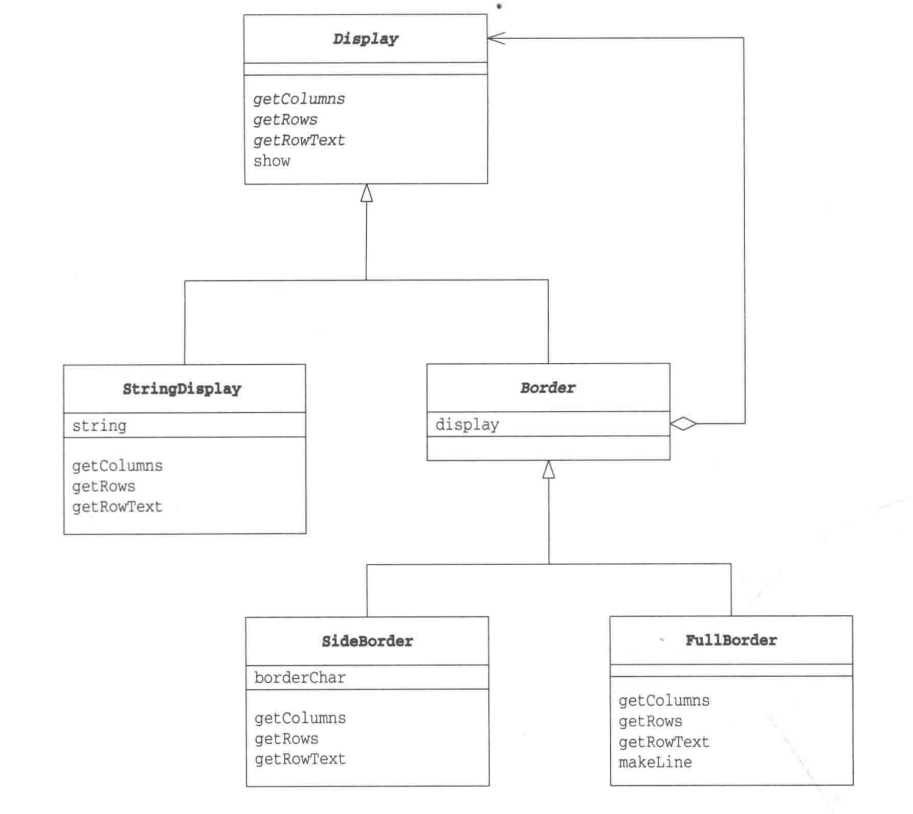 Display
getColumns
getRows
getRowText
show
StringDisplay
string
getColumns
getRows
getRowText
Border
display
SideBorder
borderChar
getColumns
getRows
getRowText
FullBorder
getColumns
getRows
getRowText
makeLine